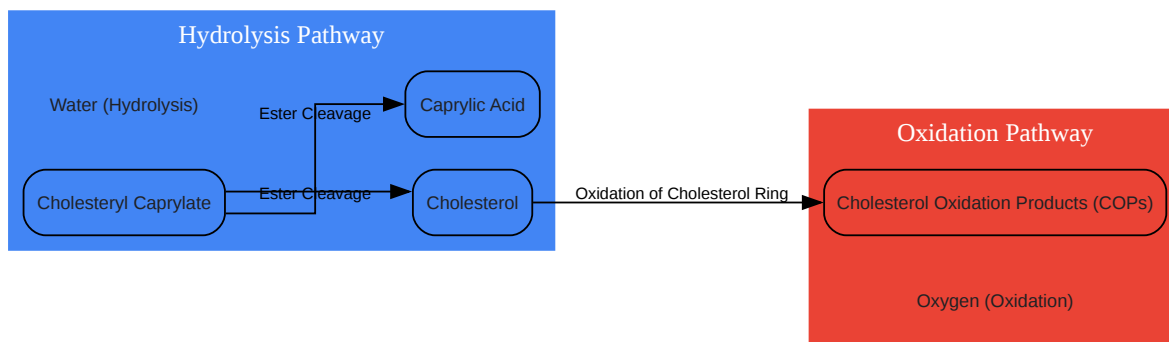 Hydrolysis Pathway
Water (Hydrolysis)
Ester Cleavage
Caprylic Acid
Cholesteryl Caprylate
Ester Cleavage
Cholesterol
Oxidation of Cholesterol Ring
Oxidation Pathway
Cholesterol Oxidation Products (COPs)
Oxygen (Oxidation)